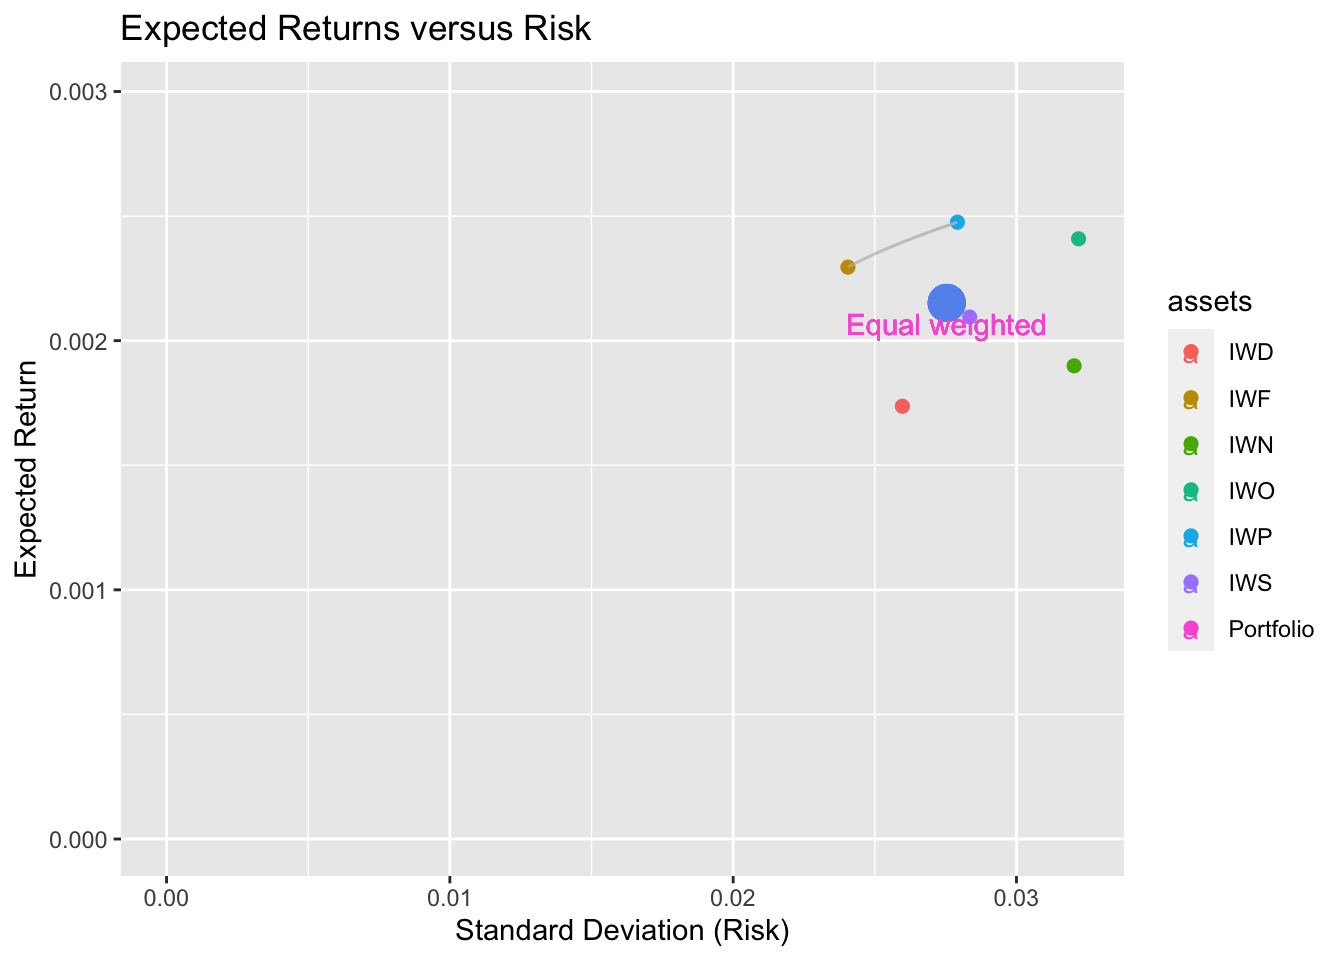 Expected Returns versus Risk
0.003
0.002
0.001
0.000
Expected Return
Equal weighted
0.00
0.01
0.02
0.03
Standard Deviation (Risk)
assets
a IWD
a IWF
a IWN
a IWO
a IWP
a IWS
a Portfolio